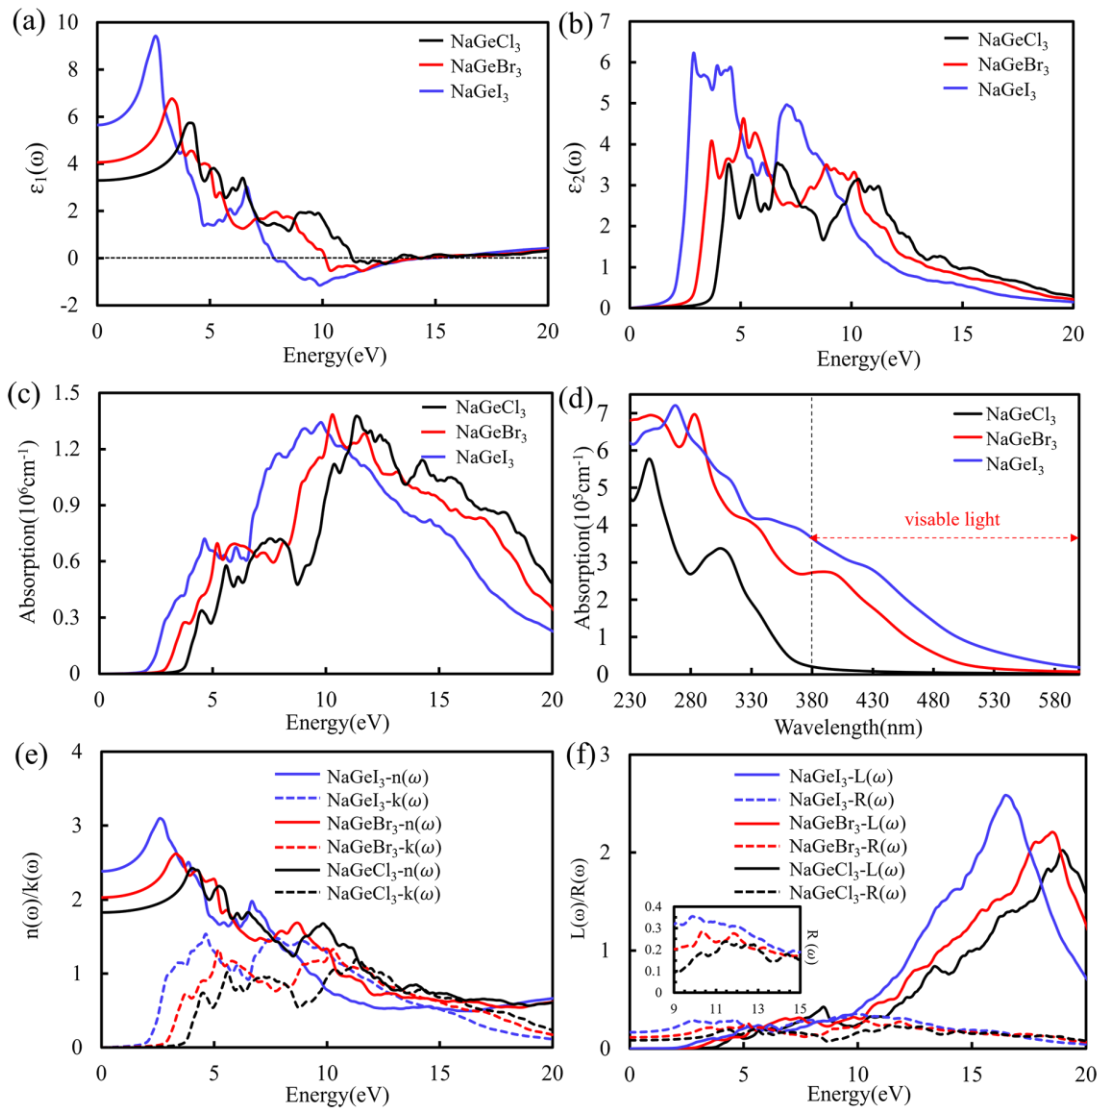 (a)
10
8
6
4
2
0
-2
ε₁(ω)
NaGeCl₃
NaGeBr₃
NaGeI₃
0 5 10 15 20
Energy(eV)
(b)
7
6
5
4
3
2
1
0
ε₂(ω)
NaGeCl₃
NaGeBr₃
NaGeI₃
0 5 10 15 20
Energy(eV)
(c)
1.5
1.2
0.9
0.6
0.3
0
Absorption(10⁶cm⁻¹)
NaGeCl₃
NaGeBr₃
NaGeI₃
0 5 10 15 20
Energy(eV)
(d)
7
6
5
4
3
2
1
0
Absorption(10⁵cm⁻¹)
NaGeCl₃
NaGeBr₃
NaGeI₃
visable light
230 280 330 380 430 480 530 580
Wavelength(nm)
(e)
4
3
2
1
0
n(ω)/k(ω)
NaGeI₃-n(ω)
NaGeI₃-k(ω)
NaGeBr₃-n(ω)
NaGeBr₃-k(ω)
NaGeCl₃-n(ω)
NaGeCl₃-k(ω)
0 5 10 15 20
Energy(eV)
(f)
3
2
1
0
L(ω)/R(ω)
NaGeI₃-L(ω)
NaGeI₃-R(ω)
NaGeBr₃-L(ω)
NaGeBr₃-R(ω)
NaGeCl₃-L(ω)
NaGeCl₃-R(ω)
0.4
0.3
0.2
0.1
0
R(ω)
9 11 13 15
0 5 10 15 20
Energy(eV)